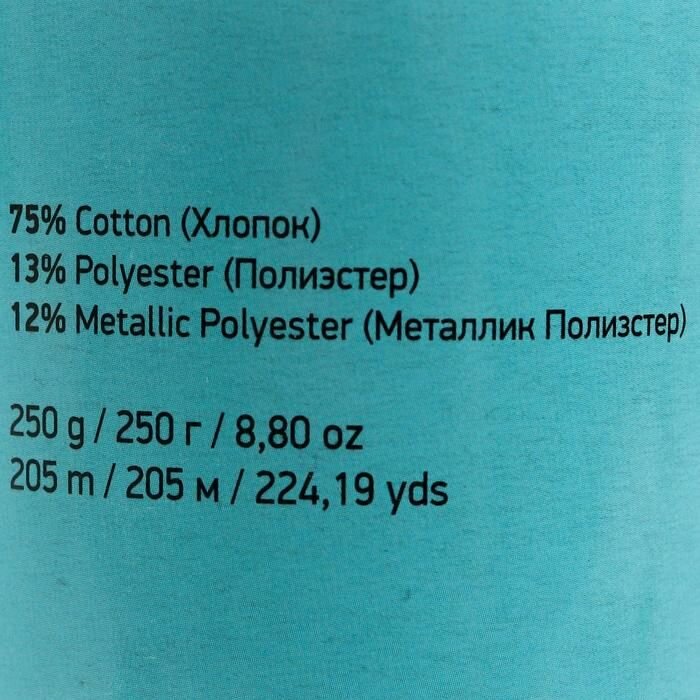 75% Cotton (Хлопок)
13% Polyester (Полиэстер)
12% Metallic Polyester (Металлик Полизстер)
250 g / 250 г / 8,80 oz
205 m / 205 м / 224,19 yds